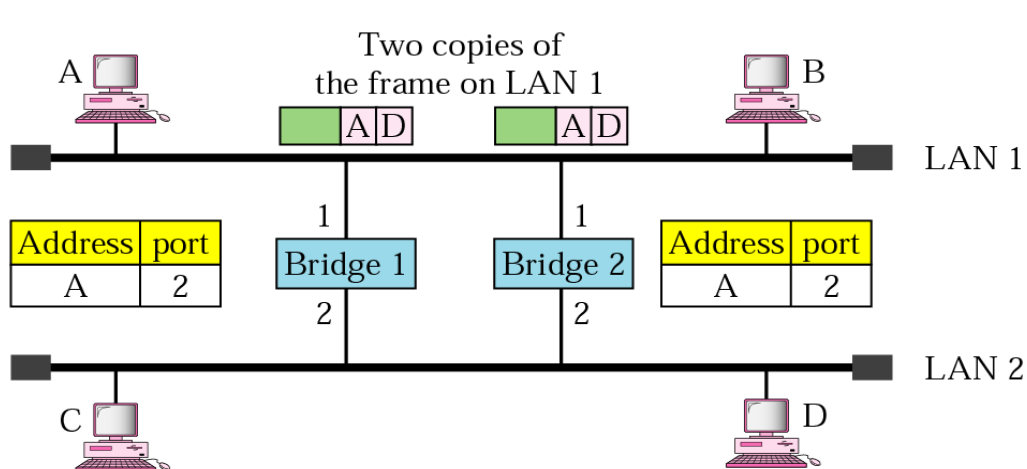 Two copies of
the frame on LAN 1
A
B
A D
A D
LAN 1
1
1
Address port
A 2
Bridge 1
Bridge 2
Address port
A 2
2
2
LAN 2
C
D